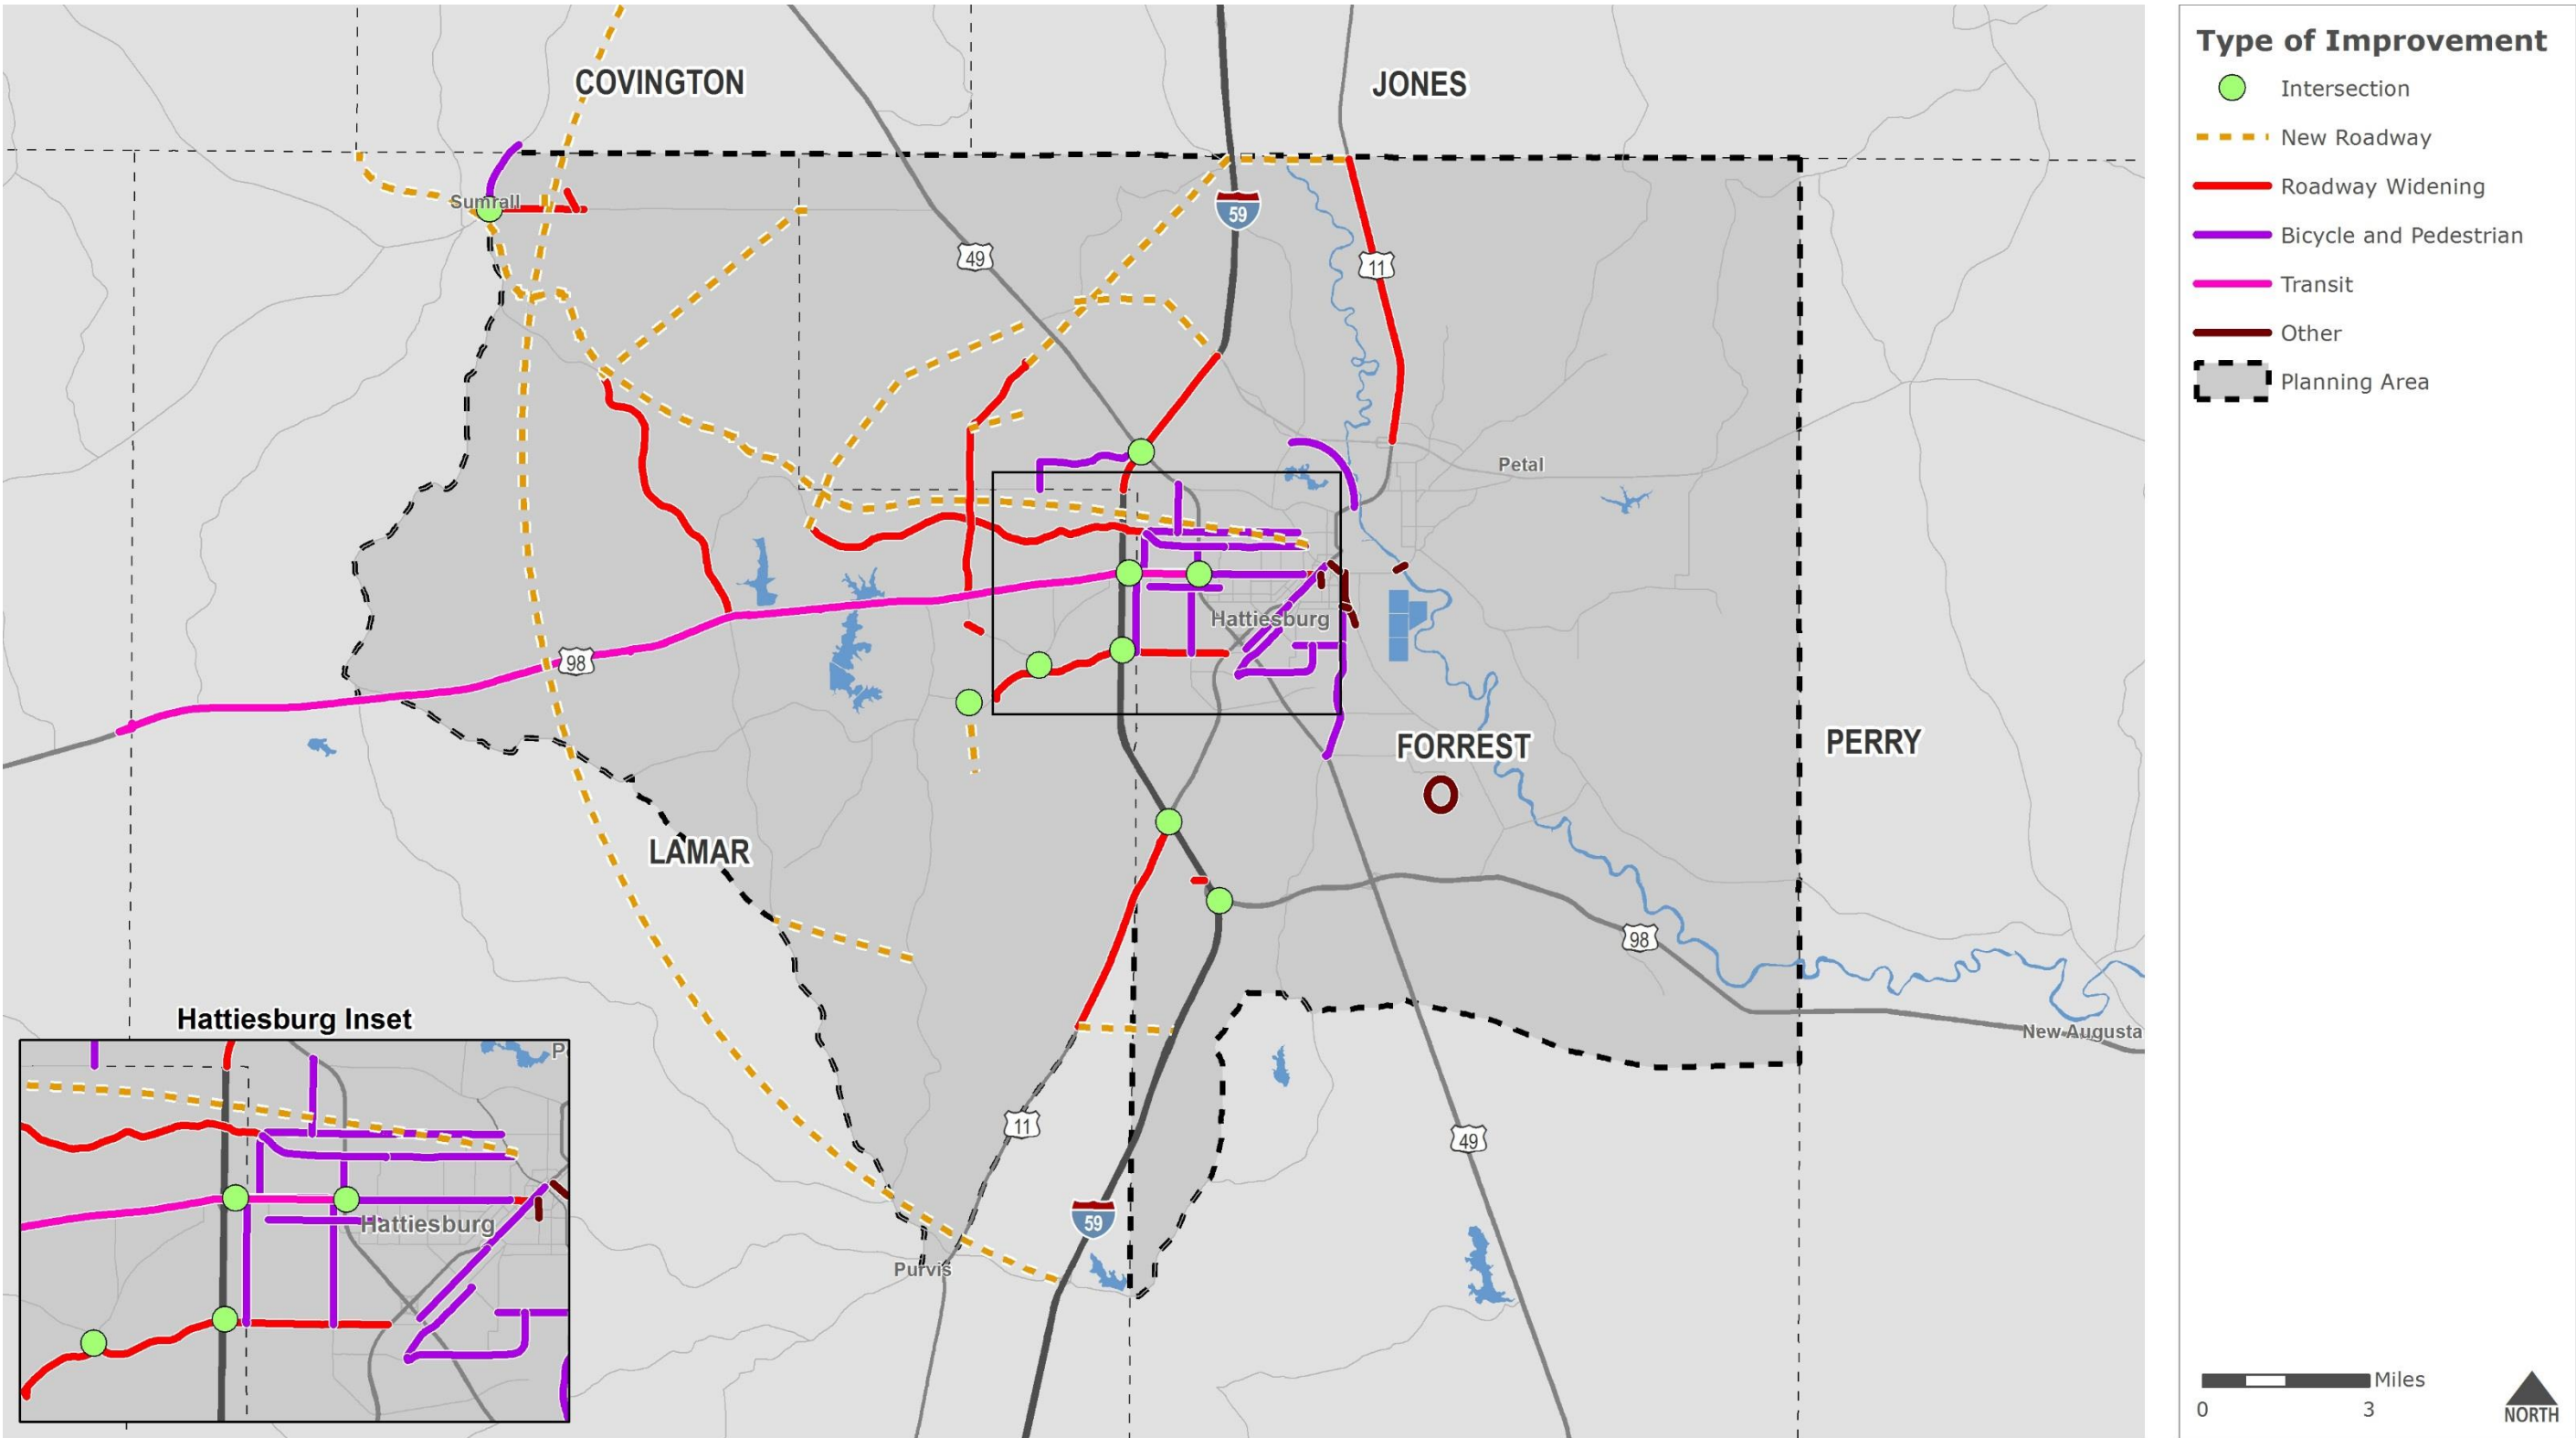 COVINGTON
JONES
Sumrall
59
49
11
Petal
Hattiesburg
98
FORREST
PERRY
LAMAR
98
New Augusta
Hattiesburg Inset
P
Hattiesburg
11
49
59
Purvis
Type of Improvement
Intersection
New Roadway
Roadway Widening
Bicycle and Pedestrian
Transit
Other
Planning Area
Miles
0 3
NORTH